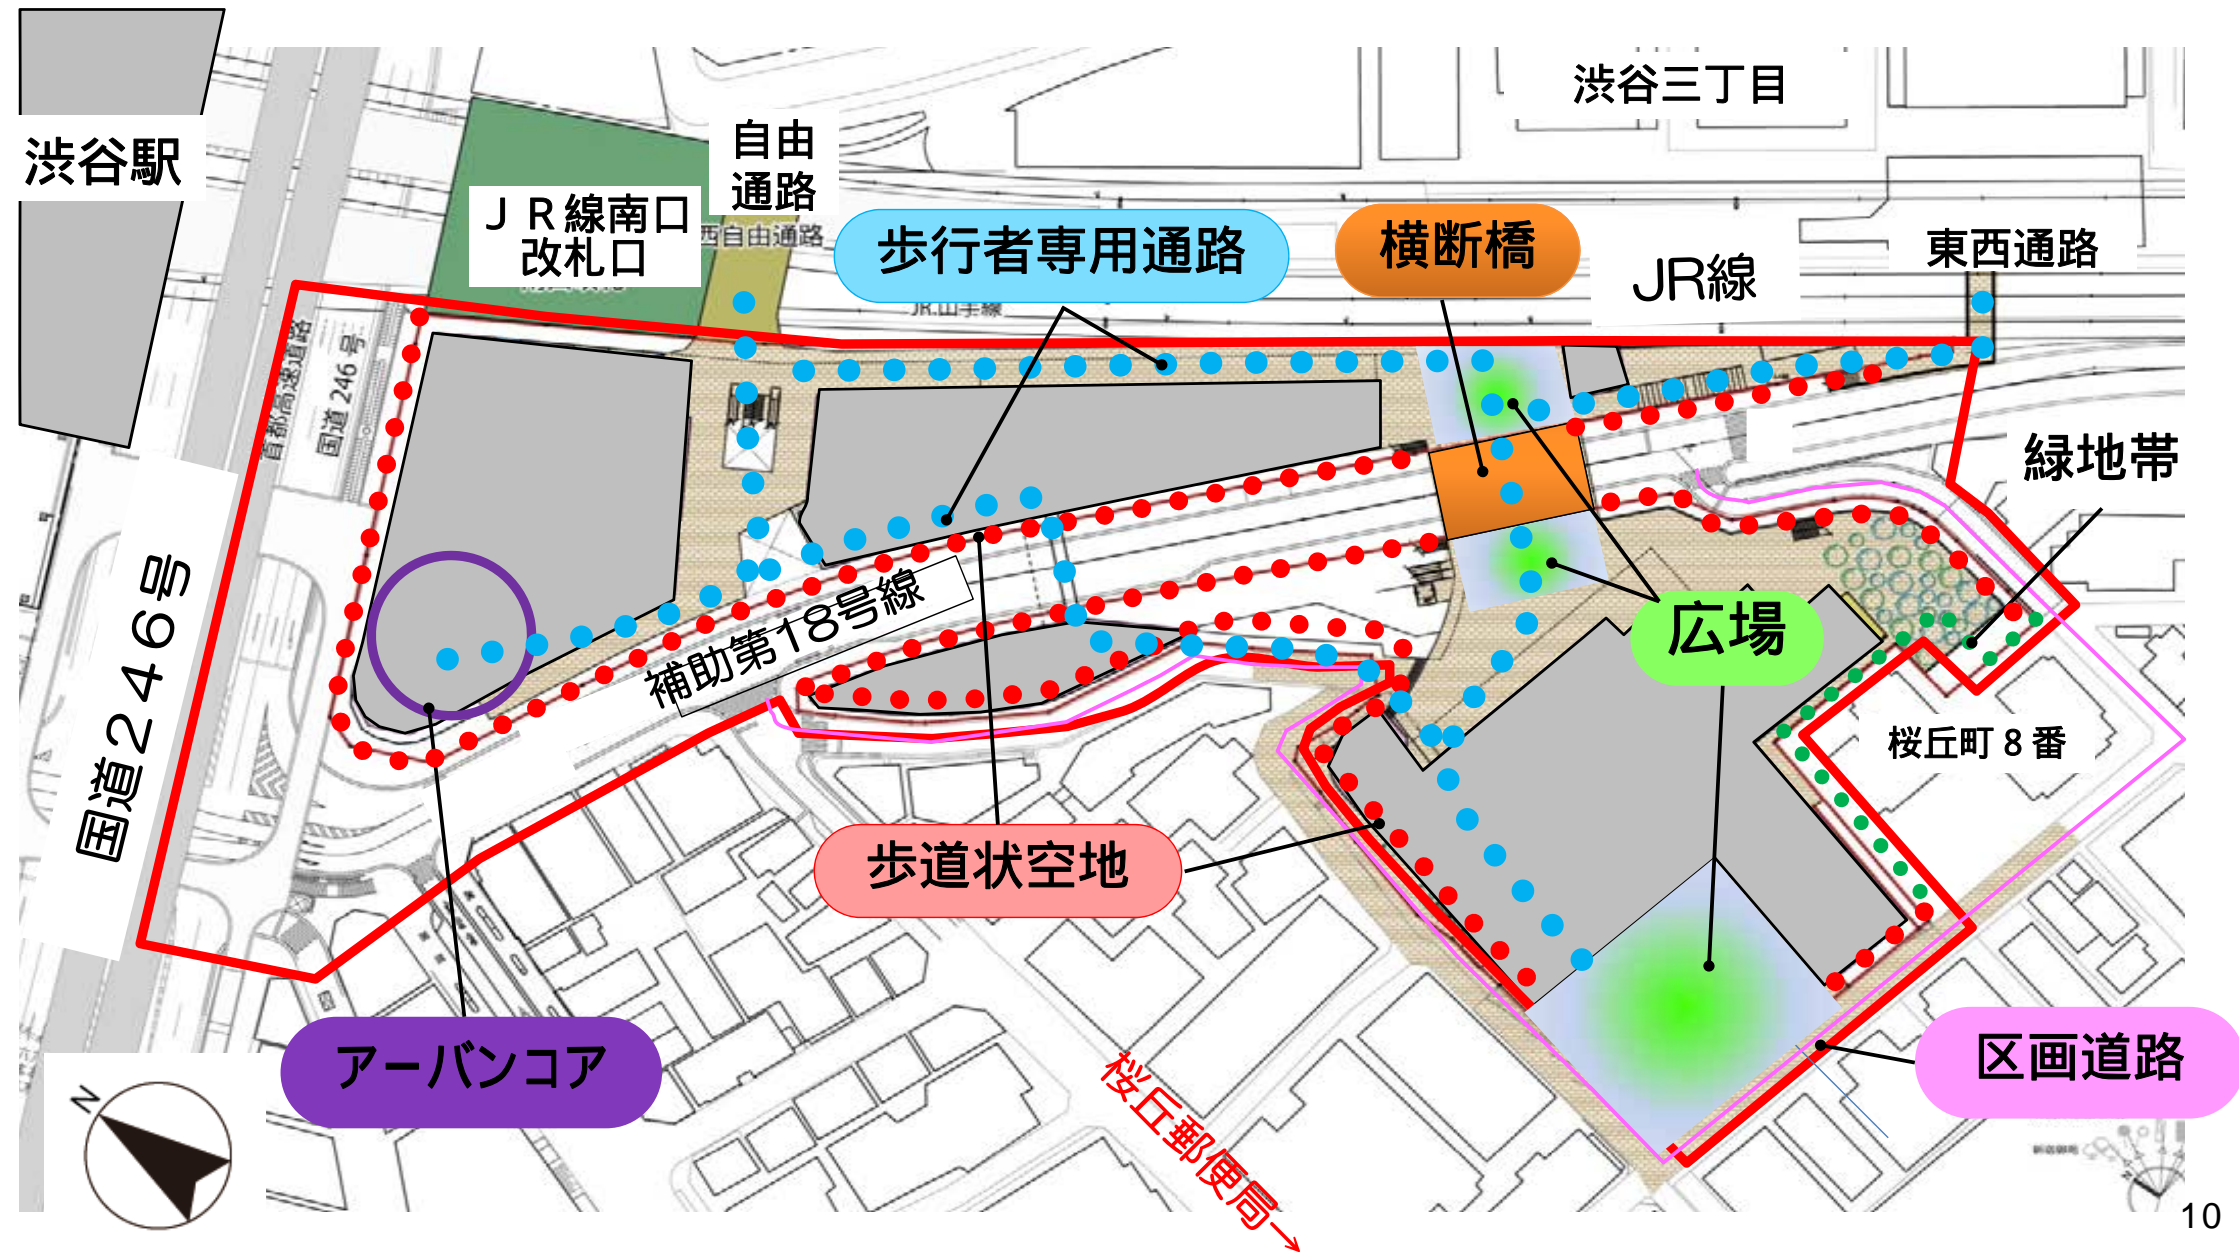 渋谷三丁目
渋谷駅
自由
通路
ＪＲ線南口
改札口
西自由通路
歩行者専用通路
横断橋
JR線
東西通路
JR山手線
首都高速道路
国道246号
緑地帯
国道２４６号
補助第18号線
広場
桜丘町８番
歩道状空地
アーバンコア
区画道路
桜丘郵便局→
N
10